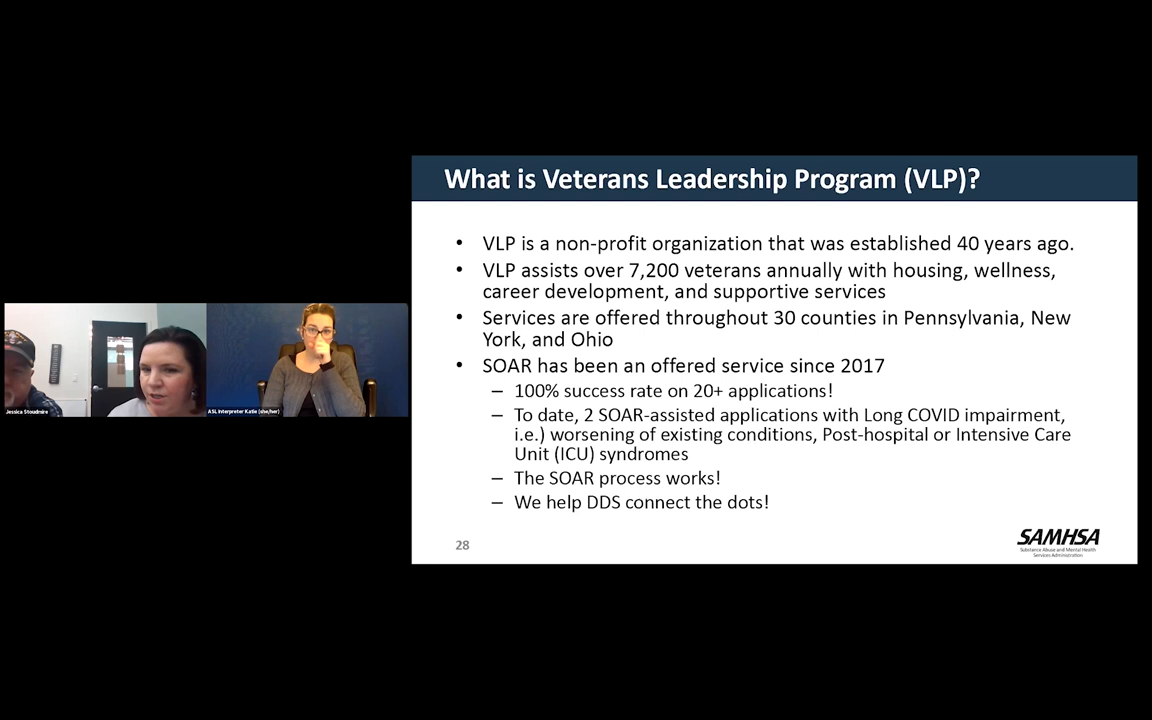 What is Veterans Leadership Program (VLP)?
• VLP is a non-profit organization that was established 40 years ago.
• VLP assists over 7,200 veterans annually with housing, wellness,
career development, and supportive services
• Services are offered throughout 30 counties in Pennsylvania, New
York, and Ohio
• SOAR has been an offered service since 2017
– 100% success rate on 20+ applications!
– To date, 2 SOAR-assisted applications with Long COVID impairment,
i.e.) worsening of existing conditions, Post-hospital or Intensive Care
Unit (ICU) syndromes
– The SOAR process works!
– We help DDS connect the dots!
28
SAMHSA
Substance Abuse and Mental Health
Services Administration
Jessica Stoudmire
ASL Interpreter Katie (she/her)